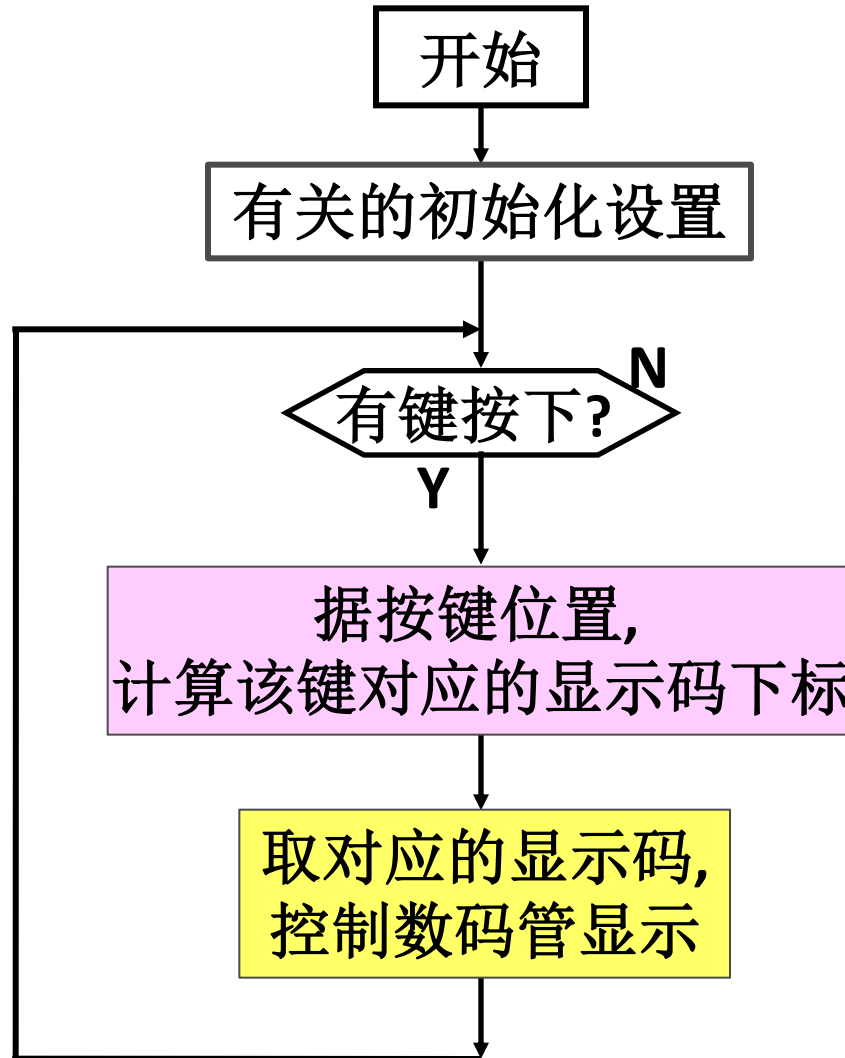 开始
有关的初始化设置
N
有键按下?
Y
据按键位置,
计算该键对应的显示码下标
取对应的显示码,
控制数码管显示